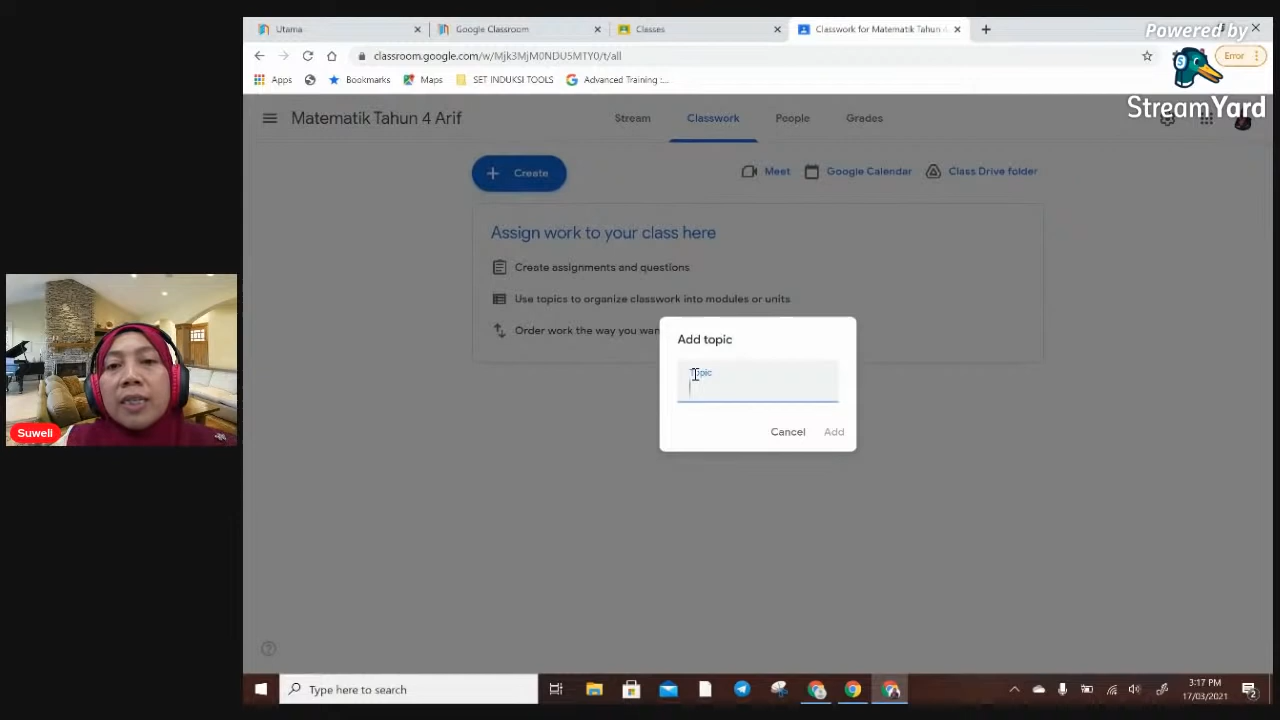 Utama
Google Classroom
Classes
Classwork for Matematik Tahun 4
Powered by
StreamYard
Error
classroom.google.com/w/Mjk3MjM0NDU5MTY0/t/all
Apps
Bookmarks
Maps
SET INDUKSI TOOLS
Advanced Training :...
Matematik Tahun 4 Arif
Stream
Classwork
People
Grades
Create
Meet
Google Calendar
Class Drive folder
Assign work to your class here
Create assignments and questions
Use topics to organize classwork into modules or units
Order work the way you wan
Add topic
Topic
Cancel
Add
Suweli
Type here to search
3:17 PM
17/03/2021
2